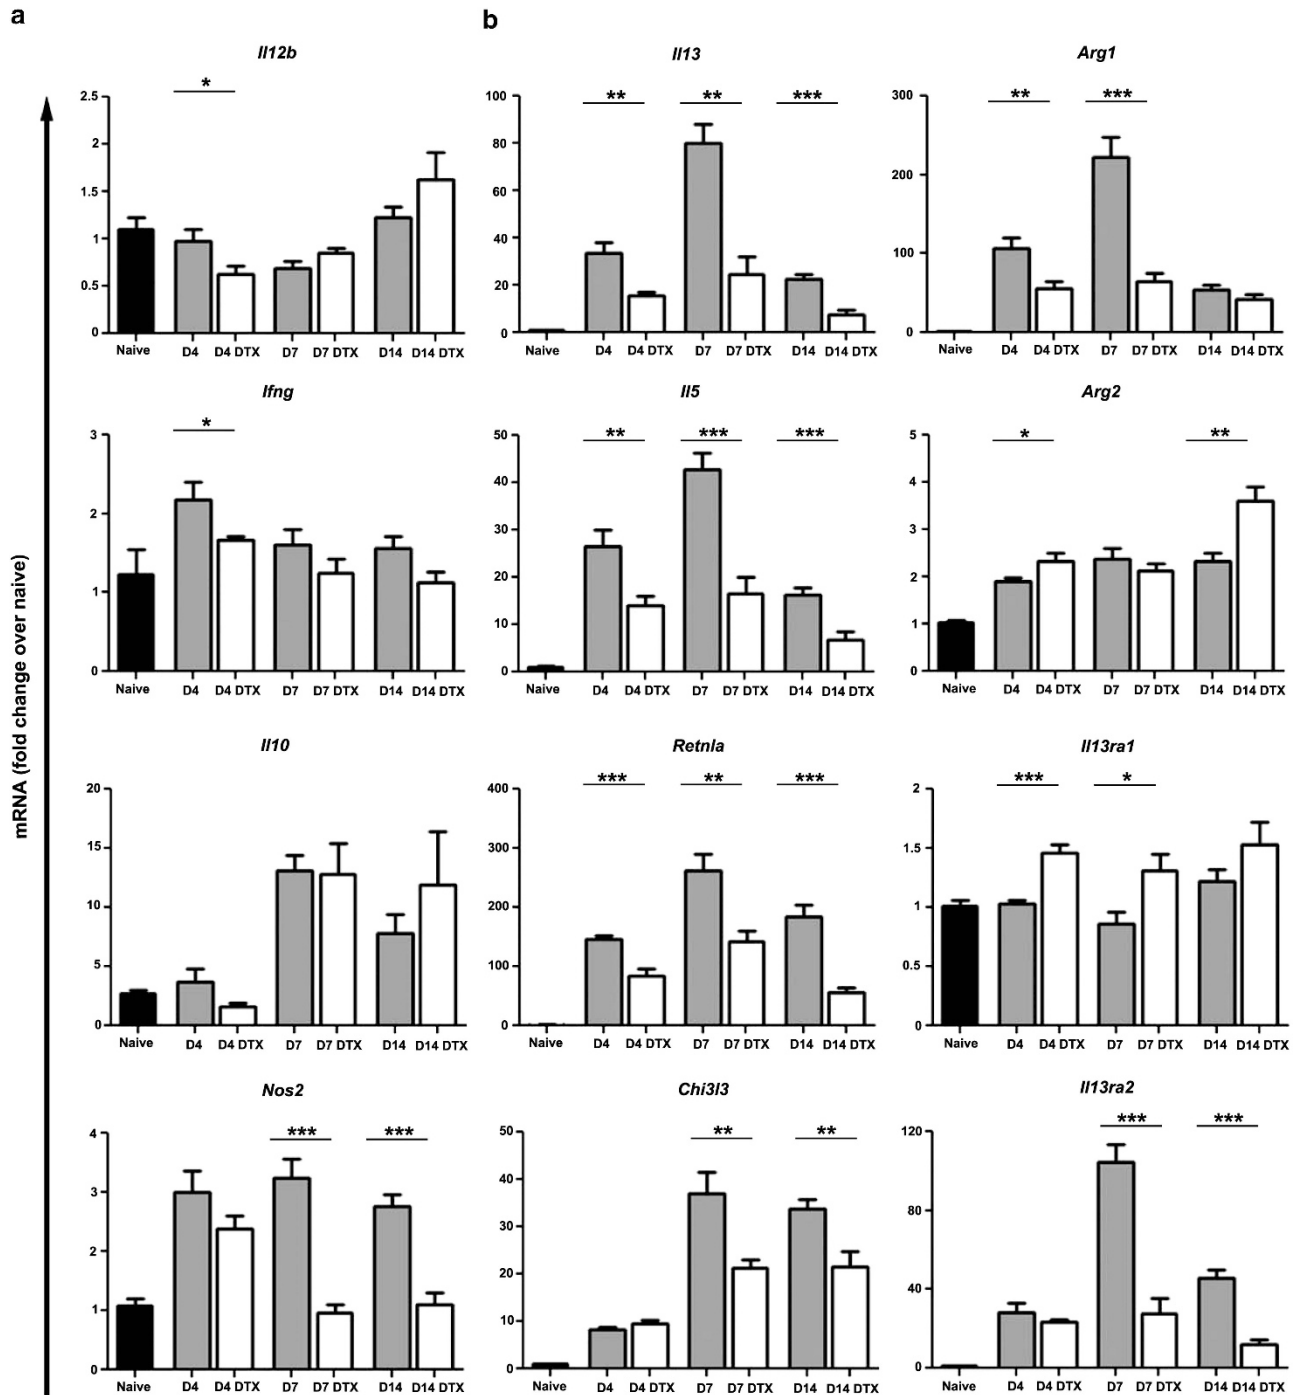 a
b
mRNA (fold change over naive)
Il12b
*
2.5
2
1.5
1
0.5
0
Naive D4 D4 DTX D7 D7 DTX D14 D14 DTX
Il13
** ** ***
100
80
60
40
20
0
Naive D4 D4 DTX D7 D7 DTX D14 D14 DTX
Arg1
** ***
300
200
100
0
Naive D4 D4 DTX D7 D7 DTX D14 D14 DTX
Ifng
*
3
2
1
0
Naive D4 D4 DTX D7 D7 DTX D14 D14 DTX
Il5
** *** ***
50
40
30
20
10
0
Naive D4 D4 DTX D7 D7 DTX D14 D14 DTX
Arg2
* **
5
4
3
2
1
0
Naive D4 D4 DTX D7 D7 DTX D14 D14 DTX
Il10
20
15
10
5
0
Naive D4 D4 DTX D7 D7 DTX D14 D14 DTX
Retnla
*** ** ***
400
300
200
100
0
Naive D4 D4 DTX D7 D7 DTX D14 D14 DTX
Il13ra1
*** *
2
1.5
1
0.5
0
Naive D4 D4 DTX D7 D7 DTX D14 D14 DTX
Nos2
*** ***
4
3
2
1
0
Naive D4 D4 DTX D7 D7 DTX D14 D14 DTX
Chi3l3
** **
50
40
30
20
10
0
Naive D4 D4 DTX D7 D7 DTX D14 D14 DTX
Il13ra2
*** ***
120
80
40
0
Naive D4 D4 DTX D7 D7 DTX D14 D14 DTX